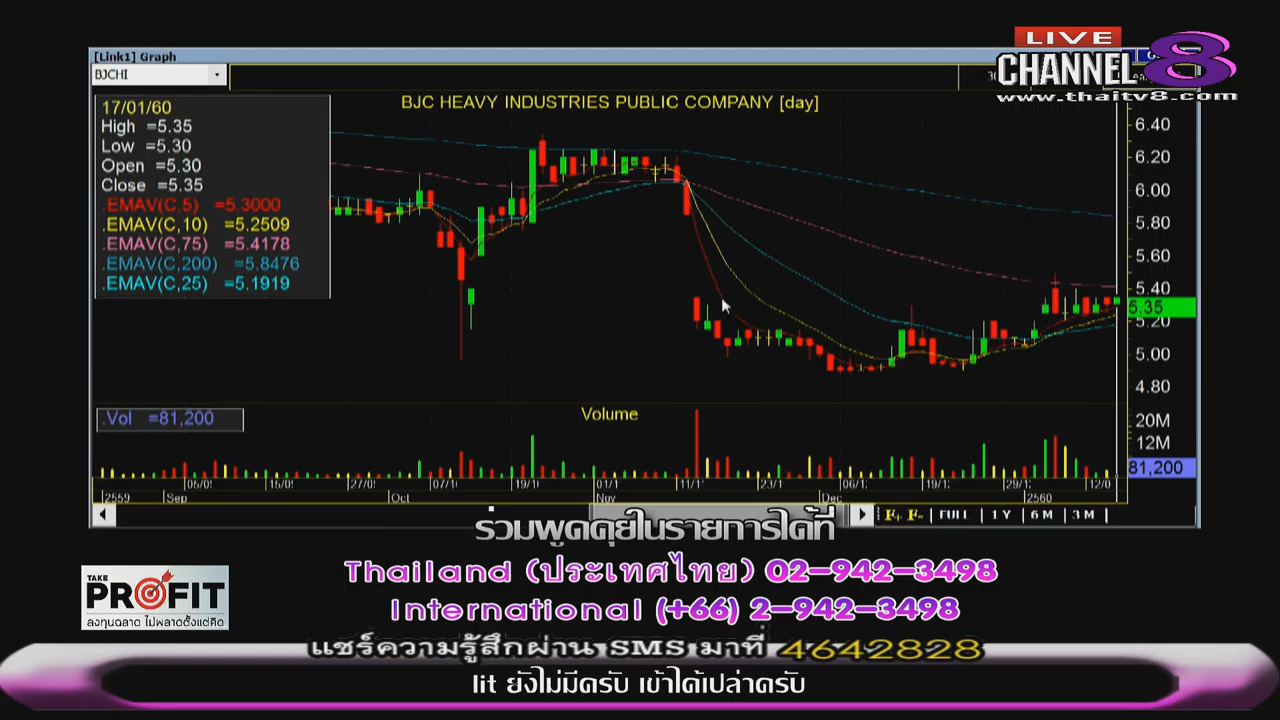 [Link1] Graph
BJCHI
LIVE
CHANNEL 8
www.thaitv8.com
BJC HEAVY INDUSTRIES PUBLIC COMPANY [day]
17/01/60
High =5.35
Low =5.30
Open =5.30
Close =5.35
.EMAV(C,5) =5.3000
.EMAV(C,10) =5.2509
.EMAV(C,75) =5.4178
.EMAV(C,200) =5.8476
.EMAV(C,25) =5.1919
6.40
6.20
6.00
5.80
5.60
5.40
5.35
5.20
5.00
4.80
.Vol =81,200
Volume
20M
12M
81,200
2559 Sep Oct Nov Dec 2560
F+ F- FULL 1 Y 6 M 3 M
ร่วมพูดคุยในรายการได้ที่
Thailand (ประเทศไทย) 02-942-3498
International (+66) 2-942-3498
TAKE
PROFIT
ลงทุนฉลาด ไม่พลาดตั้งแต่คิด
แชร์ความรู้สึกผ่าน SMS มาที่ 4642828
lit ยังไม่มีครับ เข้าได้เปล่าครับ